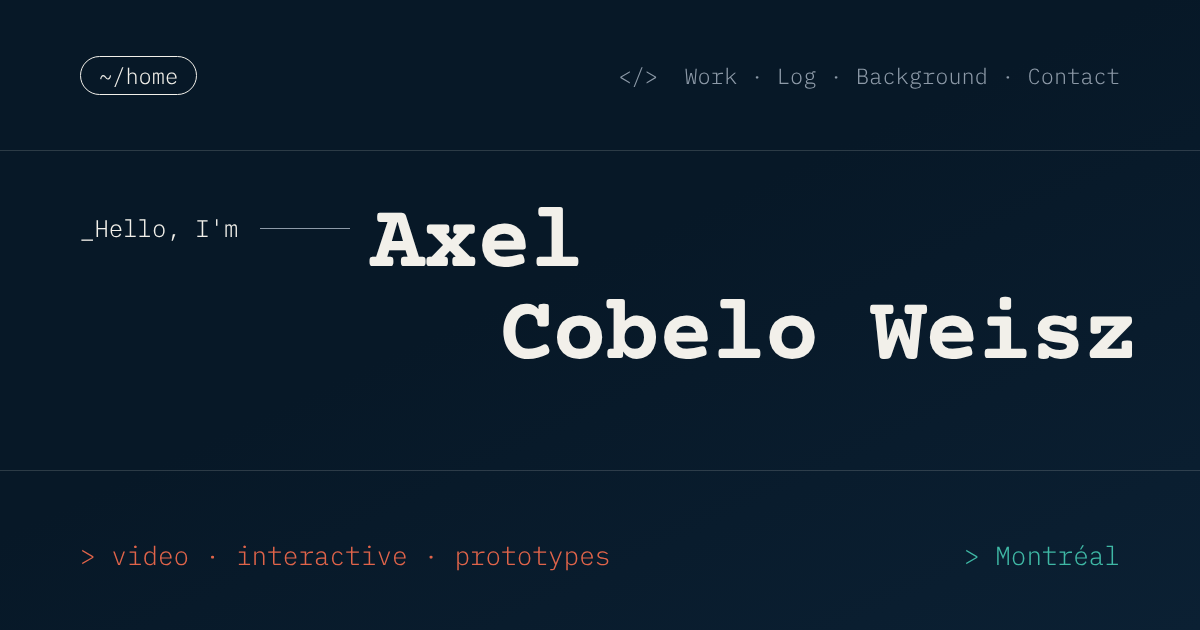 ~/home
</> Work · Log · Background · Contact
_Hello, I'm Axel
Cobelo Weisz
> video · interactive · prototypes
> Montréal